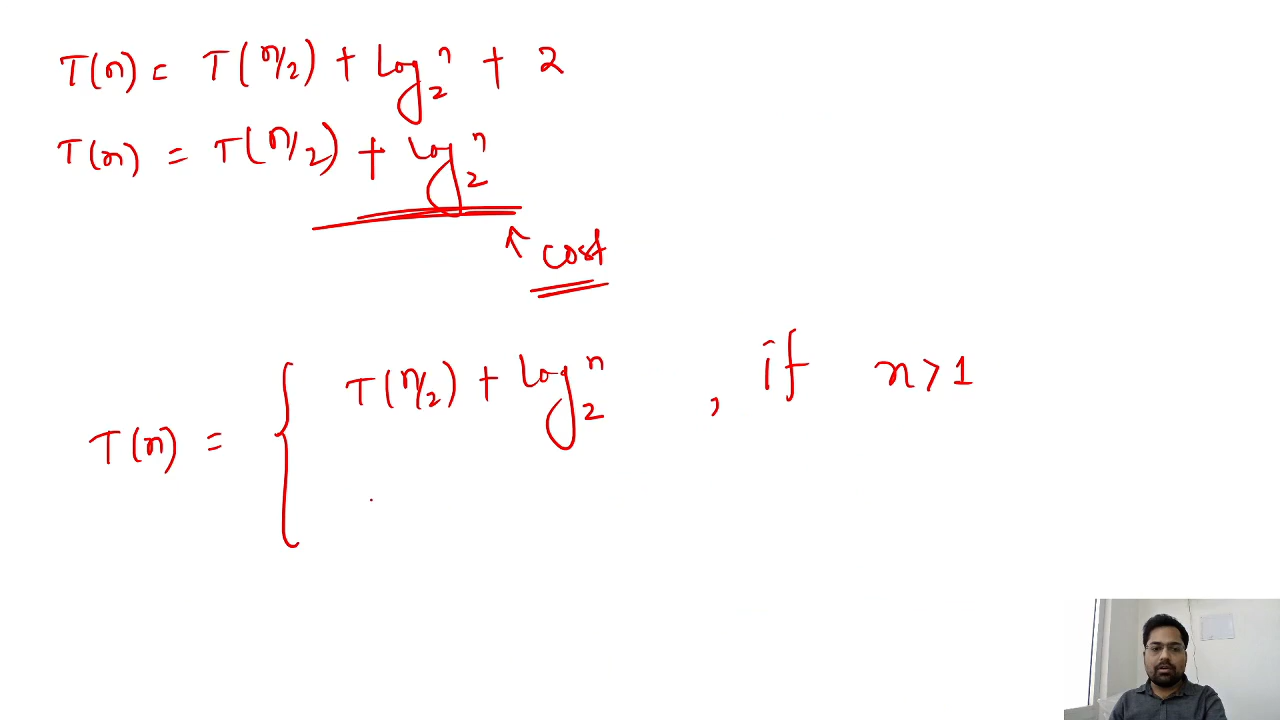 T(n) = T(n/2) + log₂ⁿ + 2
T(n) = T(n/2) + log₂ⁿ
↑ cost
T(n) = { T(n/2) + log₂ⁿ , if n > 1